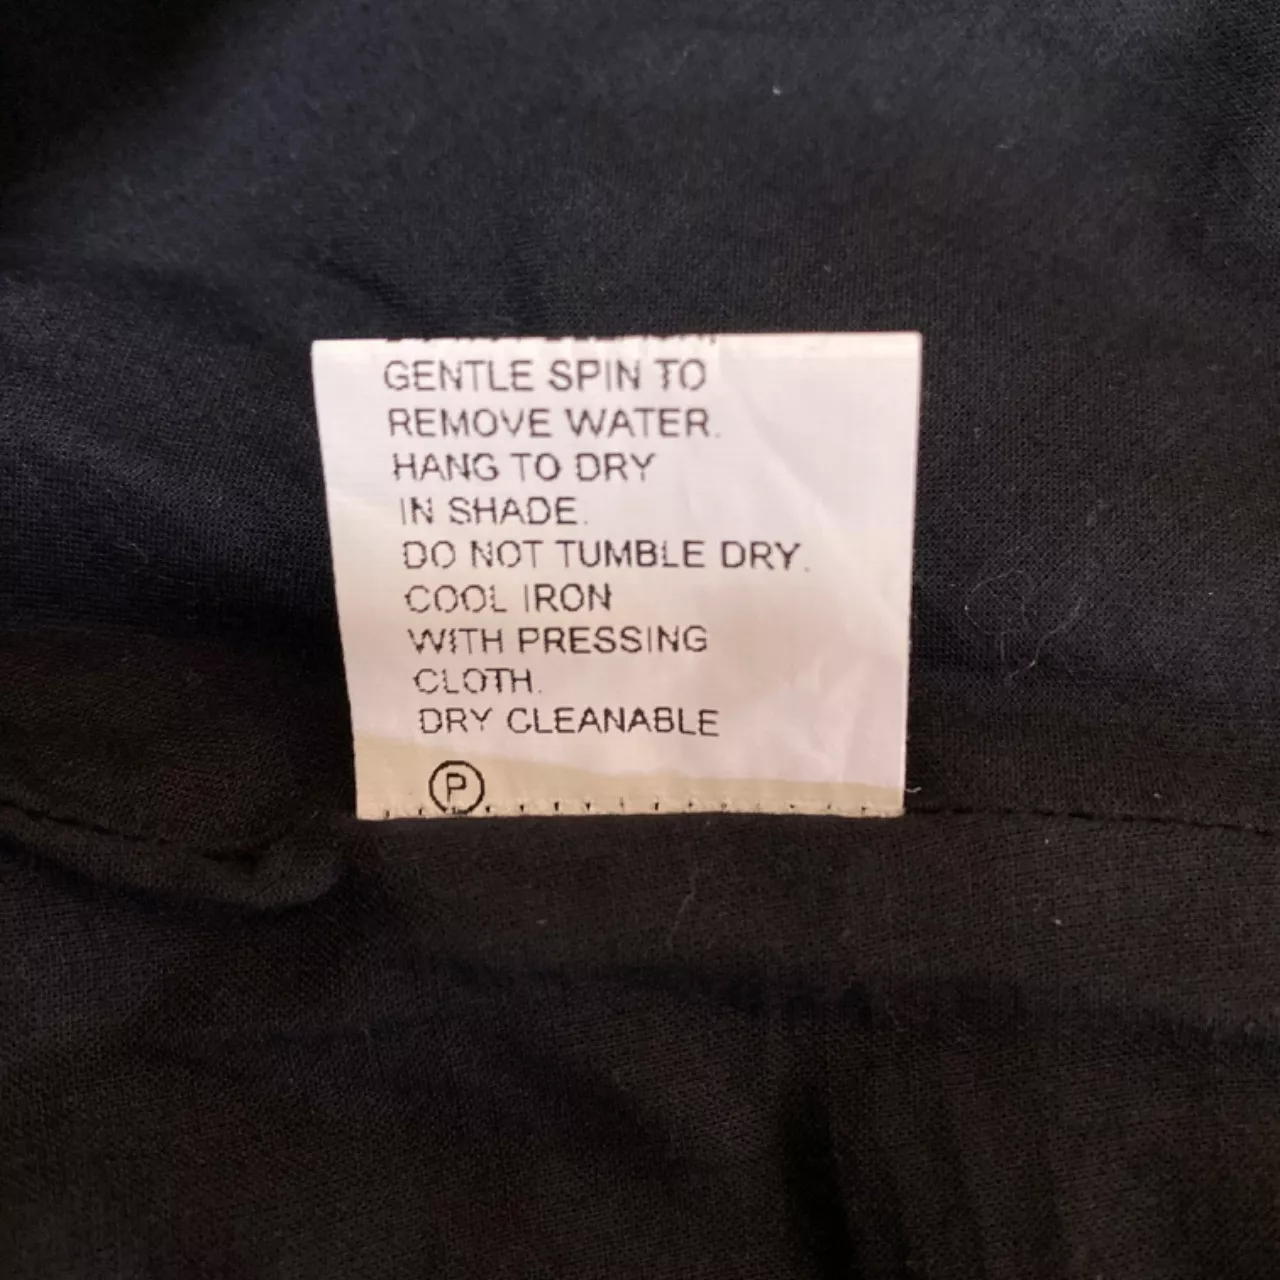 GENTLE SPIN TO
REMOVE WATER.
HANG TO DRY
IN SHADE.
DO NOT TUMBLE DRY.
COOL IRON
WITH PRESSING
CLOTH.
DRY CLEANABLE
P